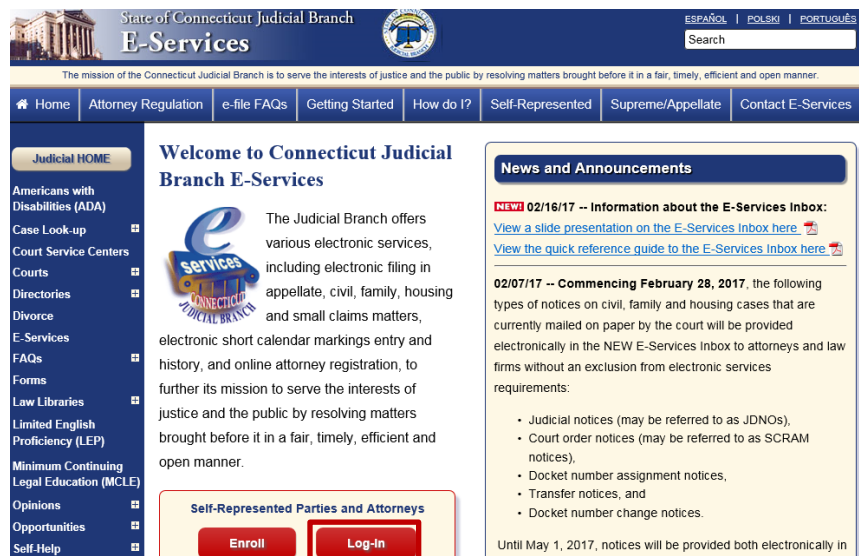 State of Connecticut Judicial Branch
E-Services
ESPAÑOL | POLSKI | PORTUGUÊS
Search
The mission of the Connecticut Judicial Branch is to serve the interests of justice and the public by resolving matters brought before it in a fair, timely, efficient and open manner.
Home Attorney Regulation e-file FAQs Getting Started How do I? Self-Represented Supreme/Appellate Contact E-Services
Judicial HOME
Americans with
Disabilities (ADA)
Case Look-up
Court Service Centers
Courts
Directories
Divorce
E-Services
FAQs
Forms
Law Libraries
Limited English
Proficiency (LEP)
Minimum Continuing
Legal Education (MCLE)
Opinions
Opportunities
Self-Help
Welcome to Connecticut Judicial
Branch E-Services
e
services
CONNECTICUT
JUDICIAL BRANCH
The Judicial Branch offers
various electronic services,
including electronic filing in
appellate, civil, family, housing
and small claims matters,
electronic short calendar markings entry and
history, and online attorney registration, to
further its mission to serve the interests of
justice and the public by resolving matters
brought before it in a fair, timely, efficient and
open manner.
Self-Represented Parties and Attorneys
Enroll Log-In
News and Announcements
NEW! 02/16/17 -- Information about the E-Services Inbox:
View a slide presentation on the E-Services Inbox here
View the quick reference guide to the E-Services Inbox here
02/07/17 -- Commencing February 28, 2017, the following
types of notices on civil, family and housing cases that are
currently mailed on paper by the court will be provided
electronically in the NEW E-Services Inbox to attorneys and law
firms without an exclusion from electronic services
requirements:
• Judicial notices (may be referred to as JDNOs),
• Court order notices (may be referred to as SCRAM
notices),
• Docket number assignment notices,
• Transfer notices, and
• Docket number change notices.
Until May 1, 2017, notices will be provided both electronically in